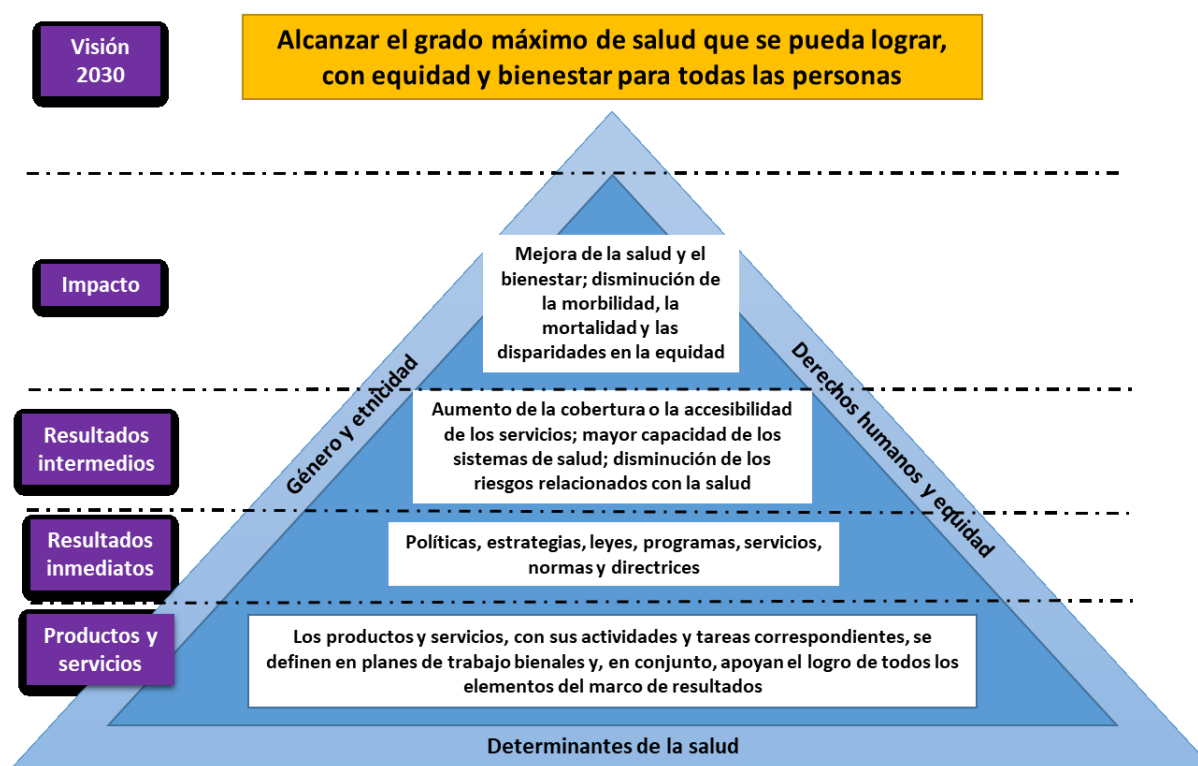 Visión
2030
Alcanzar el grado máximo de salud que se pueda lograr,
con equidad y bienestar para todas las personas
Impacto
Mejora de la salud y el
bienestar; disminución de
la morbilidad, la
mortalidad y las
disparidades en la equidad
Género y etnicidad
Derechos humanos y equidad
Resultados
intermedios
Aumento de la cobertura o la accesibilidad
de los servicios; mayor capacidad de los
sistemas de salud; disminución de los
riesgos relacionados con la salud
Resultados
inmediatos
Políticas, estrategias, leyes, programas, servicios,
normas y directrices
Productos y
servicios
Los productos y servicios, con sus actividades y tareas correspondientes, se
definen en planes de trabajo bienales y, en conjunto, apoyan el logro de todos los
elementos del marco de resultados
Determinantes de la salud